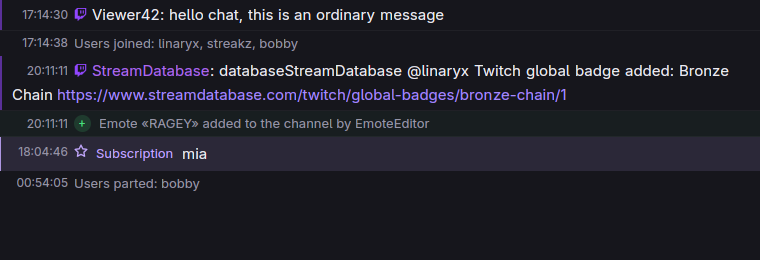 17:14:30 Viewer42: hello chat, this is an ordinary message
17:14:38 Users joined: linaryx, streakz, bobby
20:11:11 StreamDatabase: databaseStreamDatabase @linaryx Twitch global badge added: Bronze
Chain https://www.streamdatabase.com/twitch/global-badges/bronze-chain/1
20:11:11 + Emote «RAGEY» added to the channel by EmoteEditor
18:04:46 Subscription mia
00:54:05 Users parted: bobby